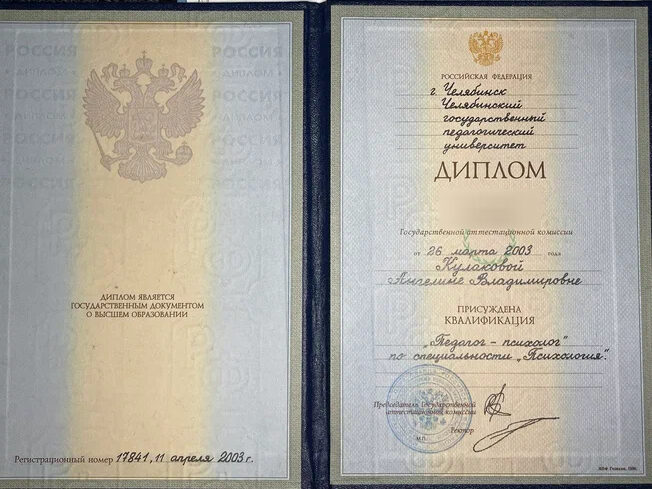 ДИПЛОМ ЯВЛЯЕТСЯ
ГОСУДАРСТВЕННЫМ ДОКУМЕНТОМ
О ВЫСШЕМ ОБРАЗОВАНИИ
Регистрационный номер 17841, 11 апреля 2003 г.
РОССИЙСКАЯ ФЕДЕРАЦИЯ
г. Челябинск
Челябинский
государственный
педагогический
университет
ДИПЛОМ
Государственной аттестационной комиссии
от 26 марта 2003 года
Кулаковой
Ангелине Владимировне
ПРИСУЖДЕНА
КВАЛИФИКАЦИЯ
„Педагог - психолог"
по специальности „Психология".
Председатель Государственной
аттестационной комиссии
Ректор
М.П.